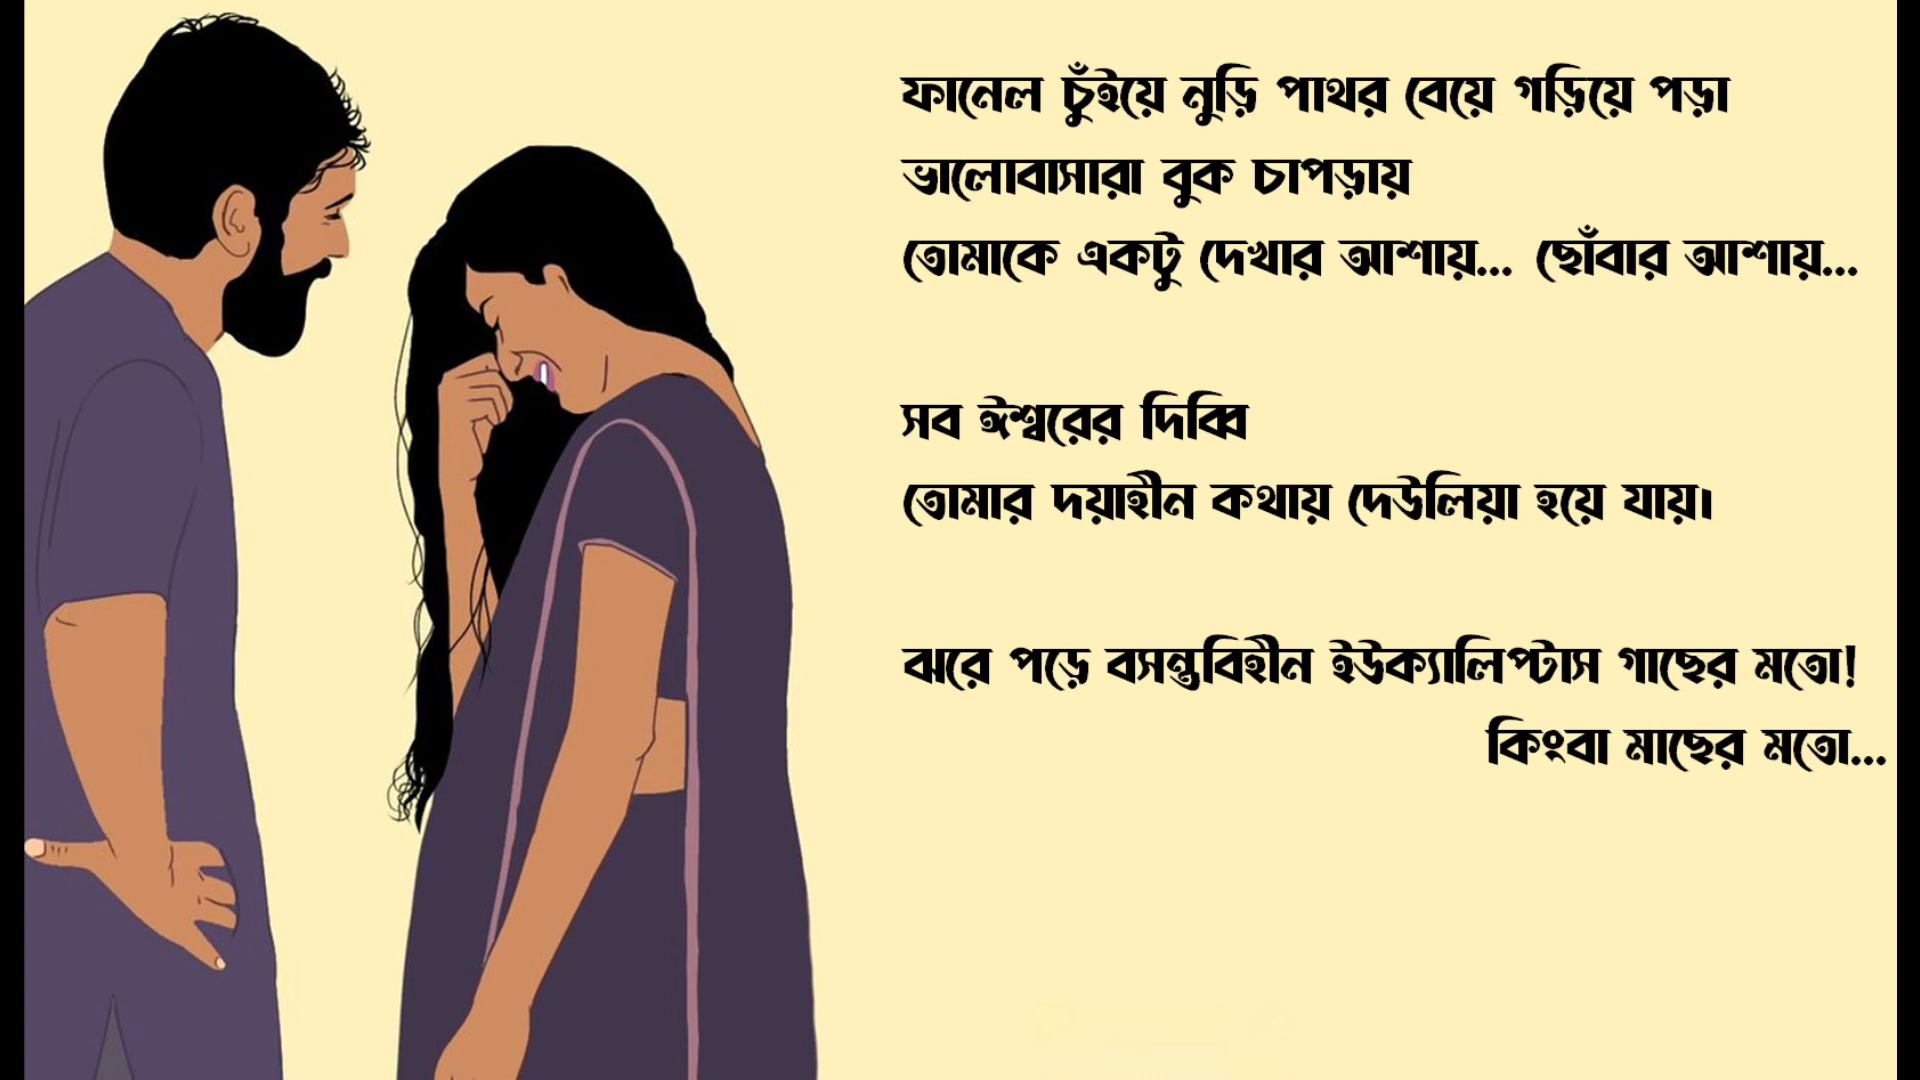 ফানেল চুঁইয়ে নুড়ি পাথর বেয়ে গড়িয়ে পড়া
ভালোবাসারা বুক চাপড়ায়
তোমাকে একটু দেখার আশায়... ছোঁবার আশায়...
সব ঈশ্বরের দিব্বি
তোমার দয়াহীন কথায় দেউলিয়া হয়ে যায়।
ঝরে পড়ে বসন্তবিহীন ইউক্যালিপ্টাস গাছের মতো!
কিংবা মাছের মতো...